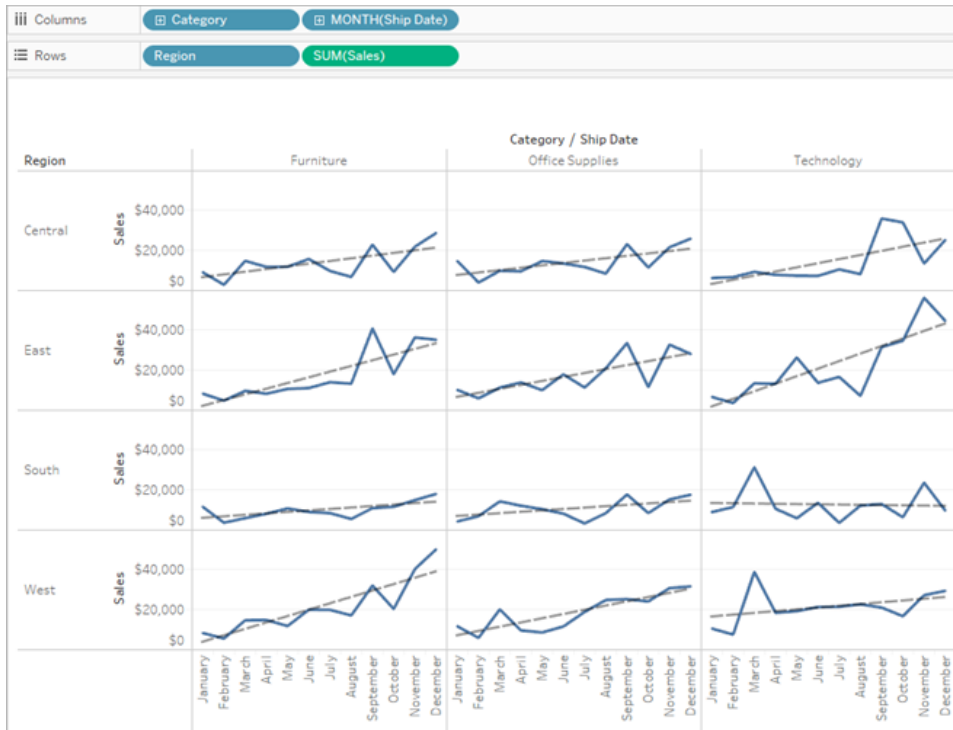 Columns Category MONTH(Ship Date)
Rows Region SUM(Sales)
Category / Ship Date
Region Furniture Office Supplies Technology
Central Sales $40,000 $20,000 $0
East Sales $40,000 $20,000 $0
South Sales $40,000 $20,000 $0
West Sales $40,000 $20,000 $0
January February March April May June July August September October November December January February March April May June July August September October November December January February March April May June July August September October November December